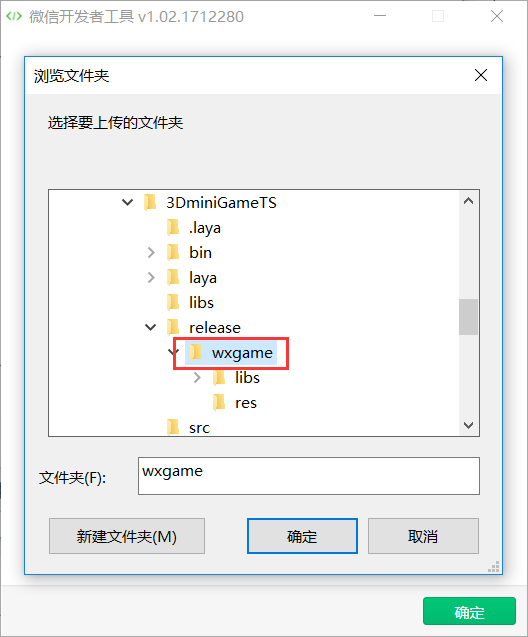 微信开发者工具 v1.02.1712280
浏览文件夹
选择要上传的文件夹
3DminiGameTS
.laya
bin
laya
libs
release
wxgame
libs
res
src
文件夹(F):
wxgame
新建文件夹(M)
确定
取消
确定